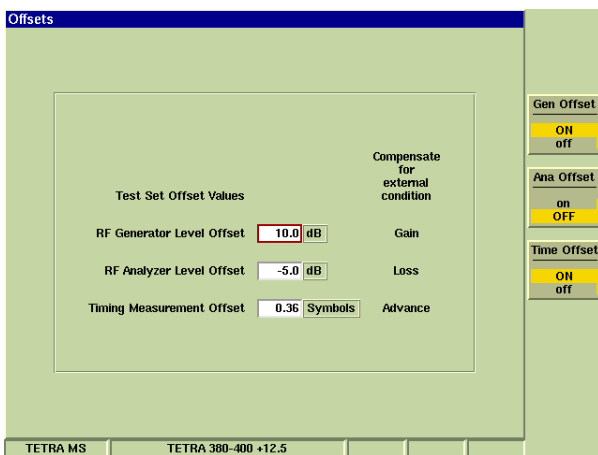 Offsets
Gen Offset
ON
off
Ana Offset
on
OFF
Time Offset
ON
off
Compensate
for
external
condition
Test Set Offset Values
RF Generator Level Offset 10.0 dB Gain
RF Analyzer Level Offset -5.0 dB Loss
Timing Measurement Offset 0.36 Symbols Advance
TETRA MS TETRA 380-400 +12.5